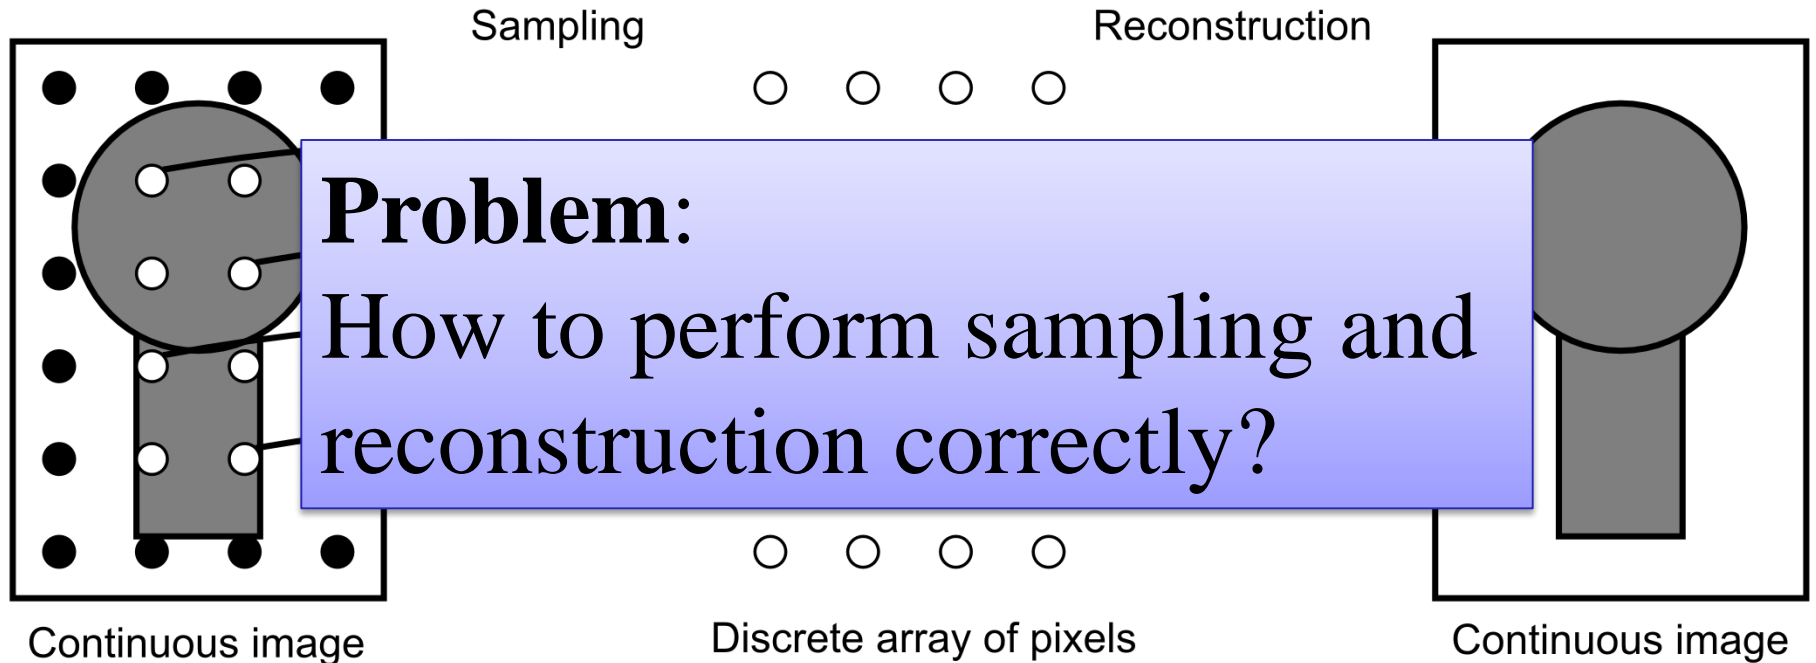 Sampling
Reconstruction
Problem:
How to perform sampling and
reconstruction correctly?
Continuous image
Discrete array of pixels
Continuous image